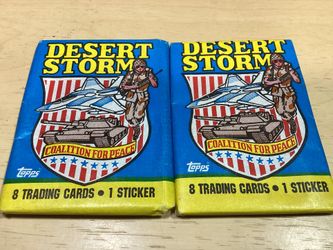 DESERT
STORM
COALITION FOR PEACE
Topps
8 TRADING CARDS • 1 STICKER
DESERT
STORM
COALITION FOR PEACE
Topps
8 TRADING CARDS • 1 STICKER